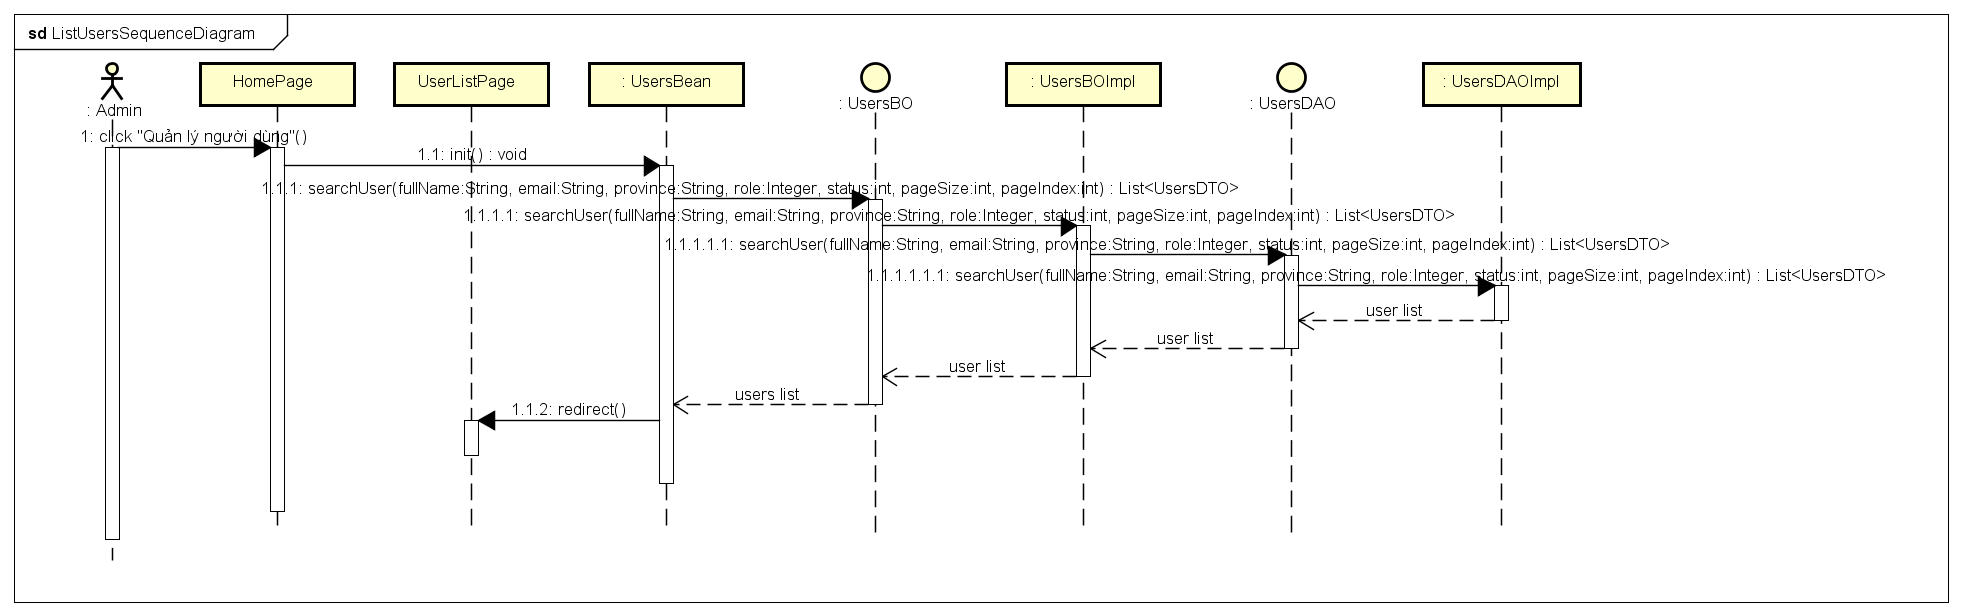 sd ListUsersSequenceDiagram
: Admin
HomePage
UserListPage
: UsersBean
: UsersBO
: UsersBOImpl
: UsersDAO
: UsersDAOImpl
1: click "Quản lý người dùng"()
1.1: init() : void
1.1.1: searchUser(fullName:String, email:String, province:String, role:Integer, status:int, pageSize:int, pageIndex:int) : List<UsersDTO>
1.1.1.1: searchUser(fullName:String, email:String, province:String, role:Integer, status:int, pageSize:int, pageIndex:int) : List<UsersDTO>
1.1.1.1.1: searchUser(fullName:String, email:String, province:String, role:Integer, status:int, pageSize:int, pageIndex:int) : List<UsersDTO>
1.1.1.1.1.1: searchUser(fullName:String, email:String, province:String, role:Integer, status:int, pageSize:int, pageIndex:int) : List<UsersDTO>
user list
user list
user list
users list
1.1.2: redirect()